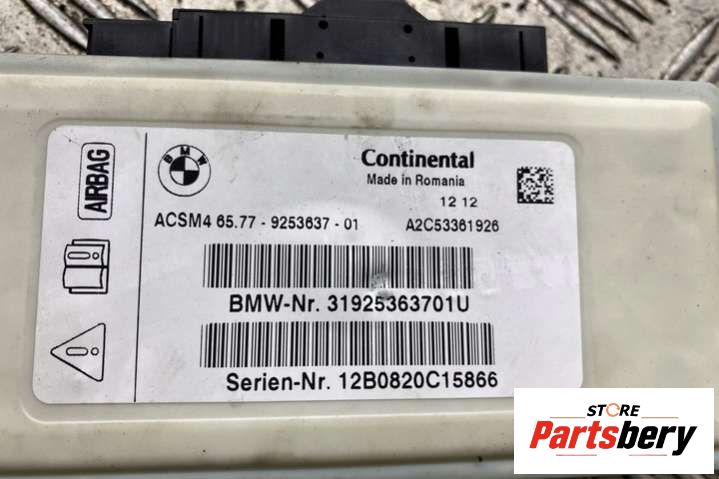 AIRBAG
BMW
Continental
Made in Romania
12 12
ACSM4 65.77 - 9253637 - 01 A2C53361926
BMW-Nr. 31925363701U
Serien-Nr. 12B0820C15866
STORE
Partsbery